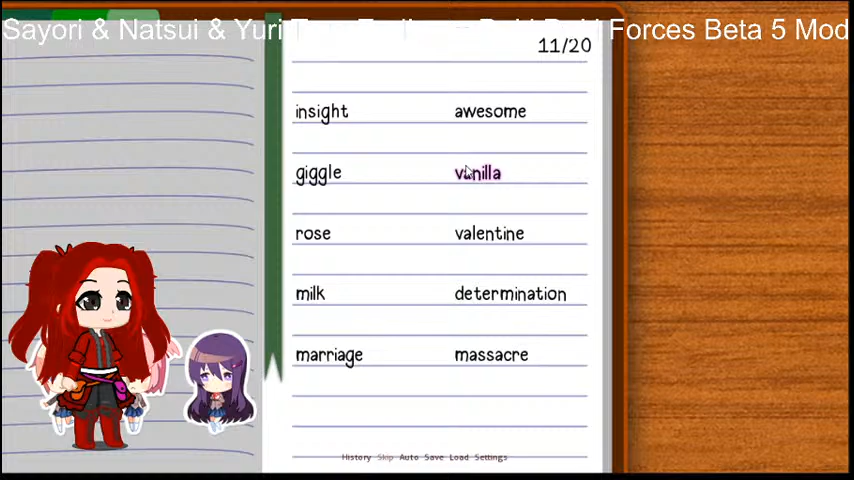 Sayori & Natsui & Yuri Forces Beta 5 Mod
11/20
insight awesome
giggle vanilla
rose valentine
milk determination
marriage massacre
History Skip Auto Save Load Settings